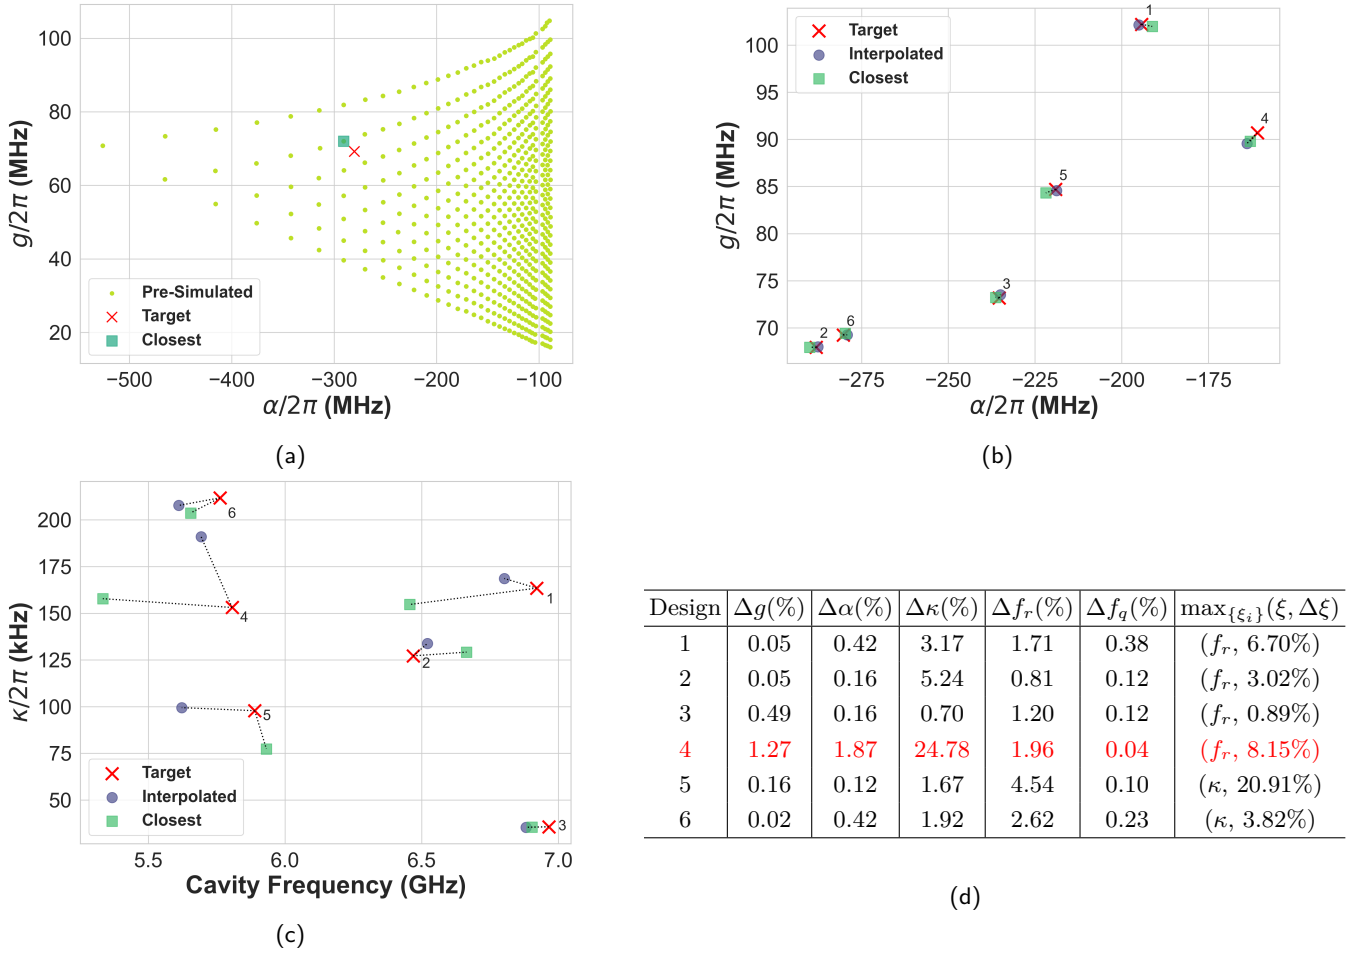 100
80
60
40
20
g/2π (MHz)
Pre-Simulated
Target
Closest
−500 −400 −300 −200 −100
α/2π (MHz)
(a)
100
95
90
85
80
75
70
g/2π (MHz)
Target
Interpolated
Closest
1
4
5
3
6
2
−275 −250 −225 −200 −175
α/2π (MHz)
(b)
200
175
150
125
100
75
50
κ/2π (kHz)
6
4
1
2
5
3
Target
Interpolated
Closest
5.5 6.0 6.5 7.0
Cavity Frequency (GHz)
(c)
Design Δg(%) Δα(%) Δκ(%) Δf_r(%) Δf_q(%) max_{ξ_i}(ξ, Δξ)
1 0.05 0.42 3.17 1.71 0.38 (f_r, 6.70%)
2 0.05 0.16 5.24 0.81 0.12 (f_r, 3.02%)
3 0.49 0.16 0.70 1.20 0.12 (f_r, 0.89%)
4 1.27 1.87 24.78 1.96 0.04 (f_r, 8.15%)
5 0.16 0.12 1.67 4.54 0.10 (κ, 20.91%)
6 0.02 0.42 1.92 2.62 0.23 (κ, 3.82%)
(d)